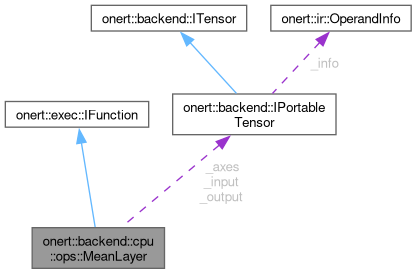 onert::backend::ITensor
onert::ir::OperandInfo
_info
onert::exec::IFunction
onert::backend::IPortable
Tensor
_axes
_input
_output
onert::backend::cpu
::ops::MeanLayer